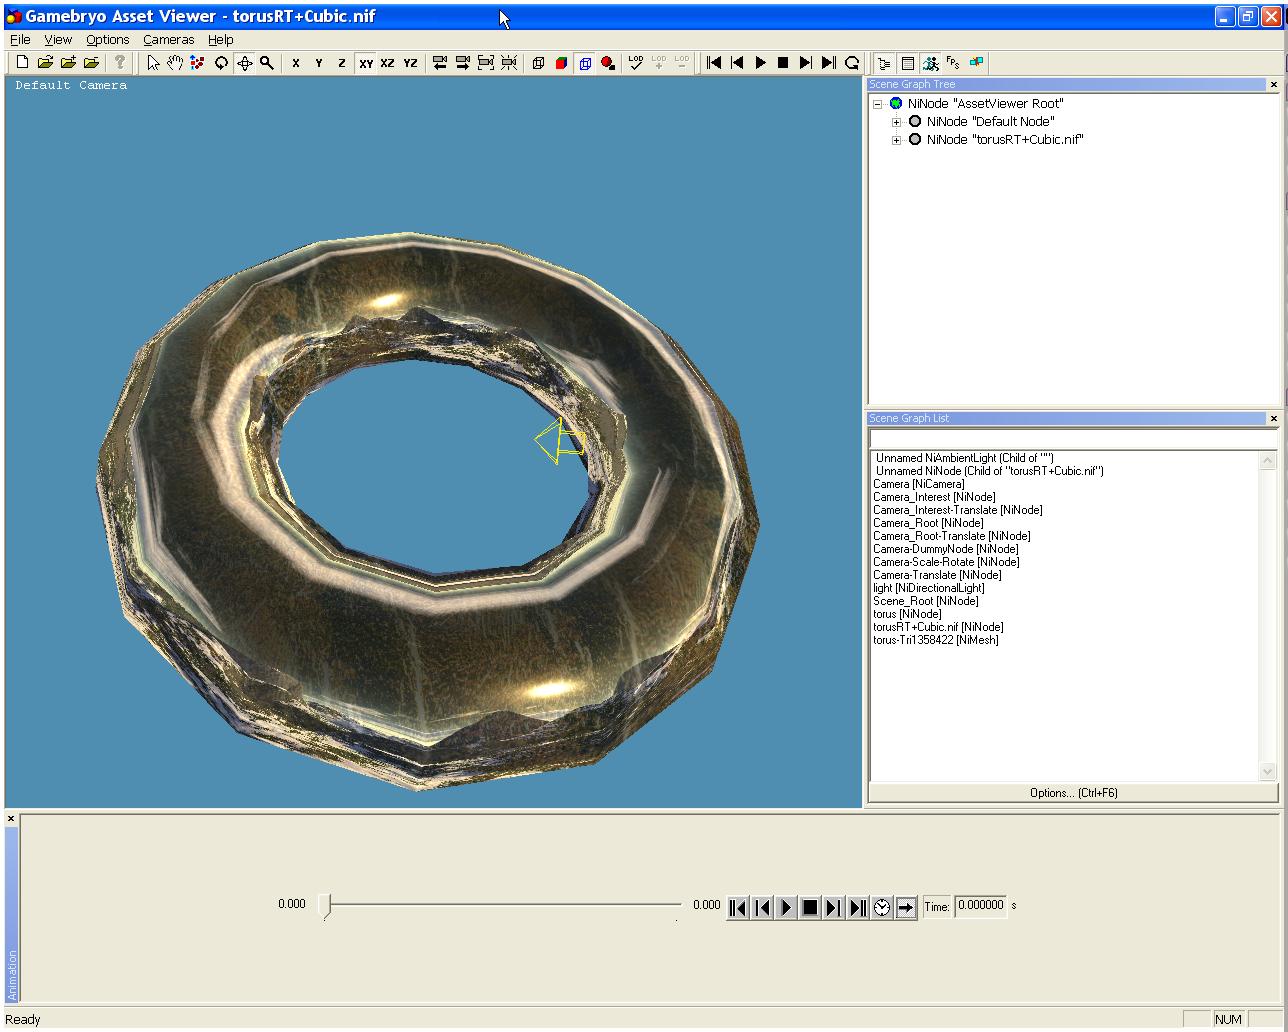 Gamebryo Asset Viewer - torusRT+Cubic.nif
File View Options Cameras Help
X Y Z XY XZ YZ LOD LOD LOD FPS
Default Camera
Scene Graph Tree
NiNode "AssetViewer Root"
NiNode "Default Node"
NiNode "torusRT+Cubic.nif"
Scene Graph List
Unnamed NiAmbientLight (Child of "")
Unnamed NiNode (Child of "torusRT+Cubic.nif")
Camera [NiCamera]
Camera_Interest [NiNode]
Camera_Interest-Translate [NiNode]
Camera_Root [NiNode]
Camera_Root-Translate [NiNode]
Camera-DummyNode [NiNode]
Camera-Scale-Rotate [NiNode]
Camera-Translate [NiNode]
light [NiDirectionalLight]
Scene_Root [NiNode]
torus [NiNode]
torusRT+Cubic.nif [NiNode]
torus-Tri1358422 [NiMesh]
Options... (Ctrl+F6)
0.000 0.000 Time: 0.000000 s
Animation
Ready NUM